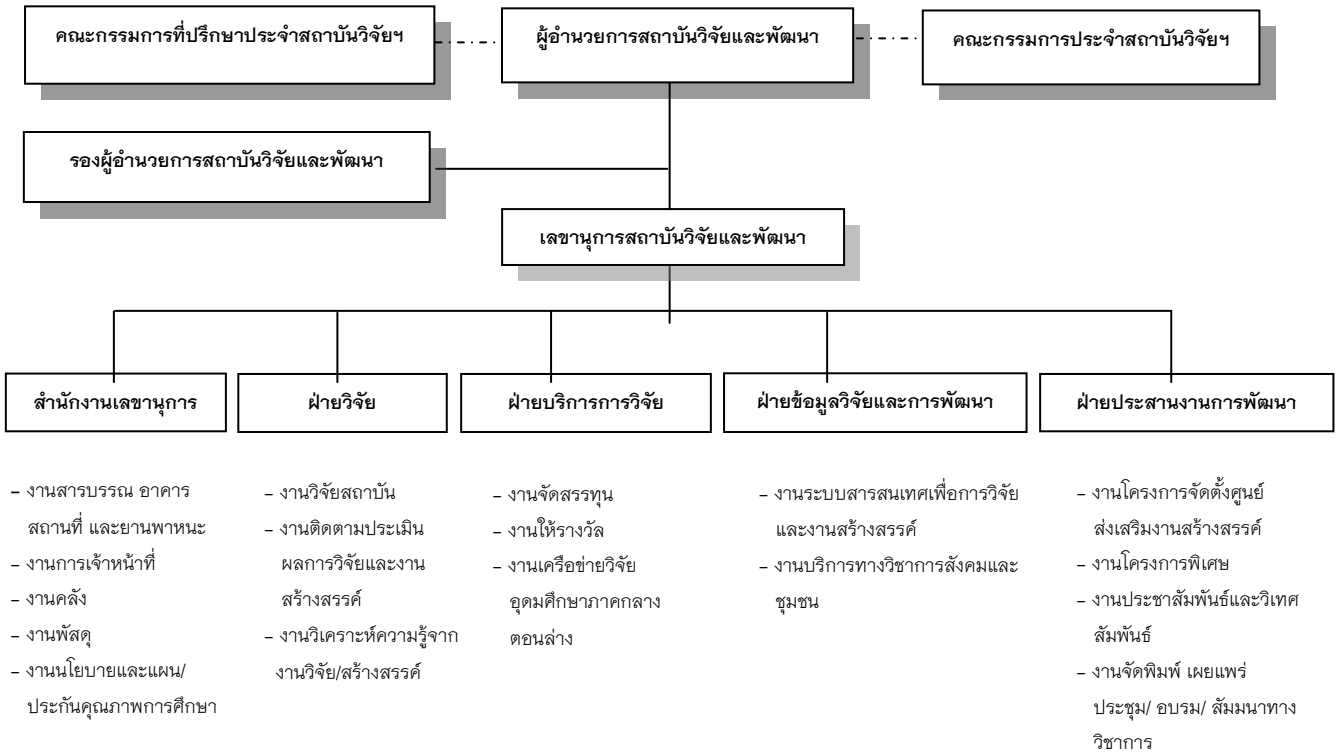 คณะกรรมการที่ปรึกษาประจำสถาบันวิจัยฯ
ผู้อำนวยการสถาบันวิจัยและพัฒนา
คณะกรรมการประจำสถาบันวิจัยฯ
รองผู้อำนวยการสถาบันวิจัยและพัฒนา
เลขานุการสถาบันวิจัยและพัฒนา
สำนักงานเลขานุการ
– งานสารบรรณ อาคาร
สถานที่ และยานพาหนะ
– งานการเจ้าหน้าที่
– งานคลัง
– งานพัสดุ
– งานนโยบายและแผน/
ประกันคุณภาพการศึกษา
ฝ่ายวิจัย
– งานวิจัยสถาบัน
– งานติดตามประเมิน
ผลการวิจัยและงาน
สร้างสรรค์
– งานวิเคราะห์ความรู้จาก
งานวิจัย/สร้างสรรค์
ฝ่ายบริการการวิจัย
– งานจัดสรรทุน
– งานให้รางวัล
– งานเครือข่ายวิจัย
อุดมศึกษาภาคกลาง
ตอนล่าง
ฝ่ายข้อมูลวิจัยและการพัฒนา
– งานระบบสารสนเทศเพื่อการวิจัย
และงานสร้างสรรค์
– งานบริการทางวิชาการสังคมและ
ชุมชน
ฝ่ายประสานงานการพัฒนา
– งานโครงการจัดตั้งศูนย์
ส่งเสริมงานสร้างสรรค์
– งานโครงการพิเศษ
– งานประชาสัมพันธ์และวิเทศ
สัมพันธ์
– งานจัดพิมพ์ เผยแพร่
ประชุม/ อบรม/ สัมมนาทาง
วิชาการ